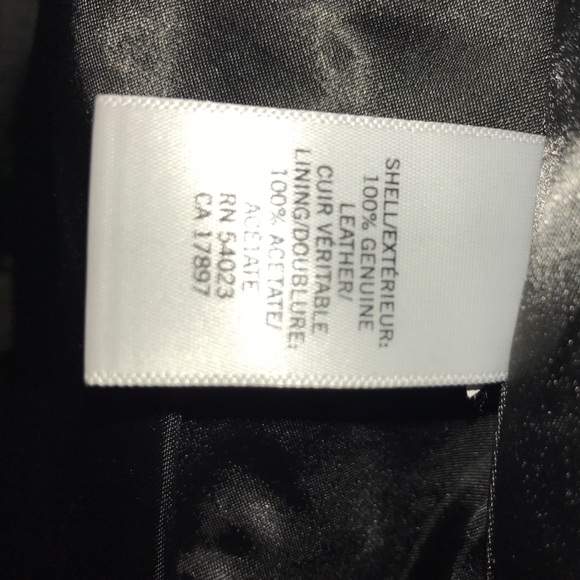 SHELL/EXTÉRIEUR:
100% GENUINE
LEATHER/
CUIR VÉRITABLE
LINING/DOUBLURE:
100% ACETATE/
ACÉTATE
RN 54023
CA 17897